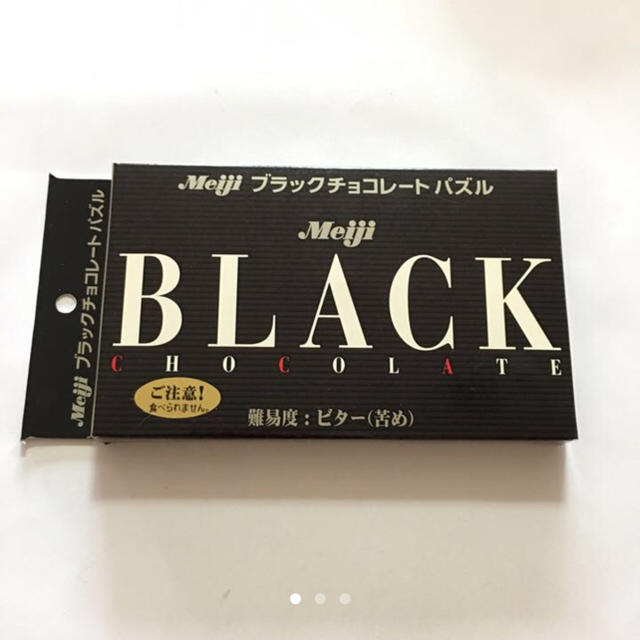 Meiji ブラックチョコレート パズル
Meiji ブラックチョコレート パズル
Meiji
BLACK
CHOCOLATE
ご注意!
食べられません。
難易度:ビター(苦め)